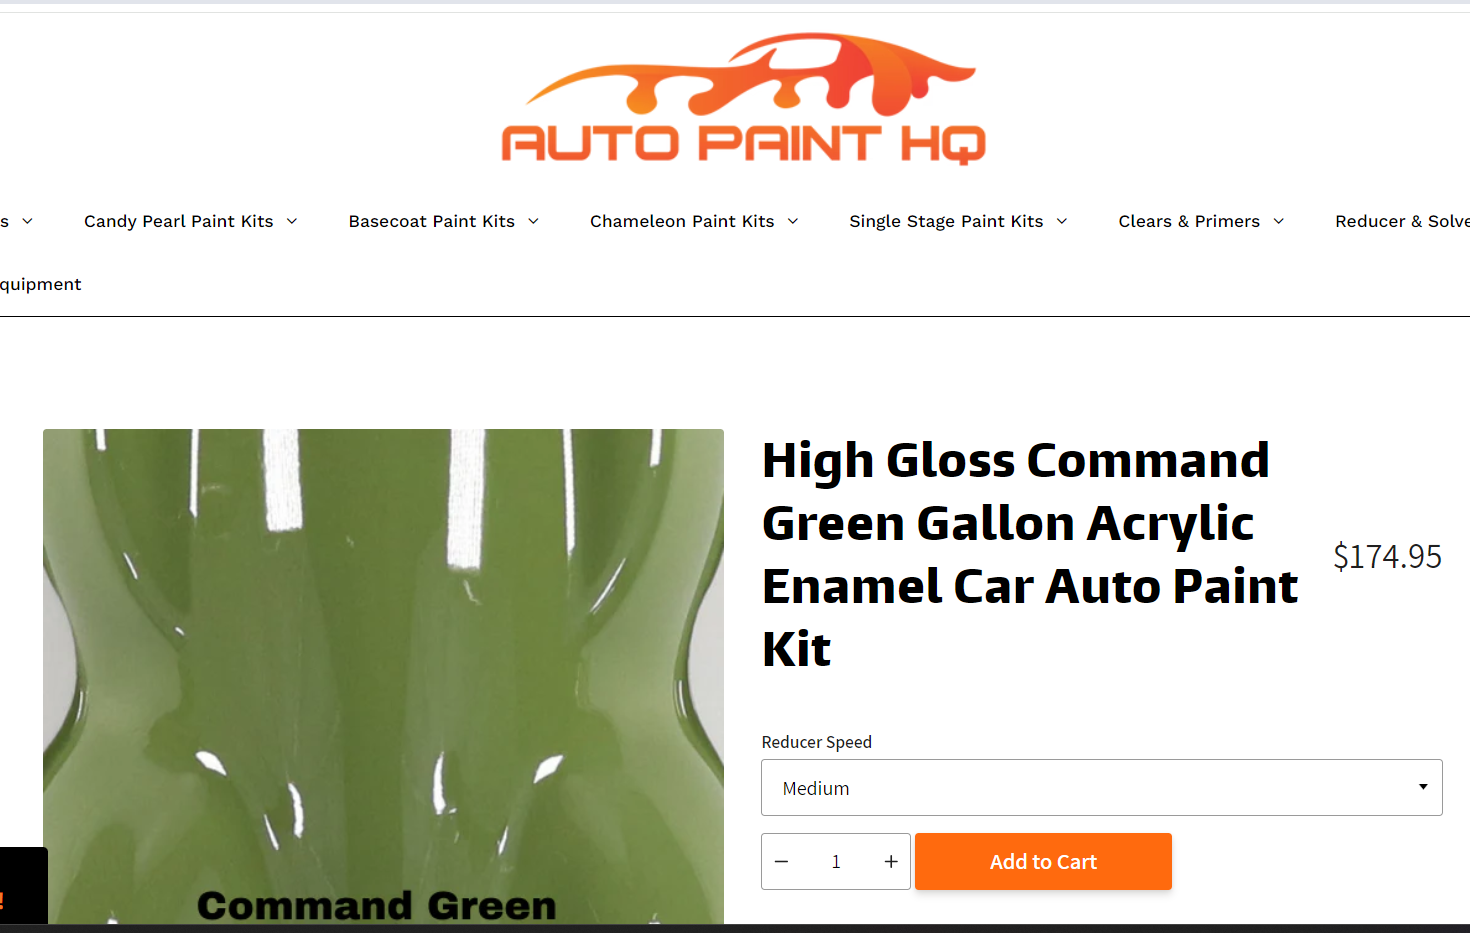 AUTO PAINT HQ
s Candy Pearl Paint Kits Basecoat Paint Kits Chameleon Paint Kits Single Stage Paint Kits Clears & Primers Reducer & Solve
quipment
High Gloss Command
Green Gallon Acrylic
Enamel Car Auto Paint
Kit
$174.95
Reducer Speed
Medium
− 1 + Add to Cart
!
Command Green